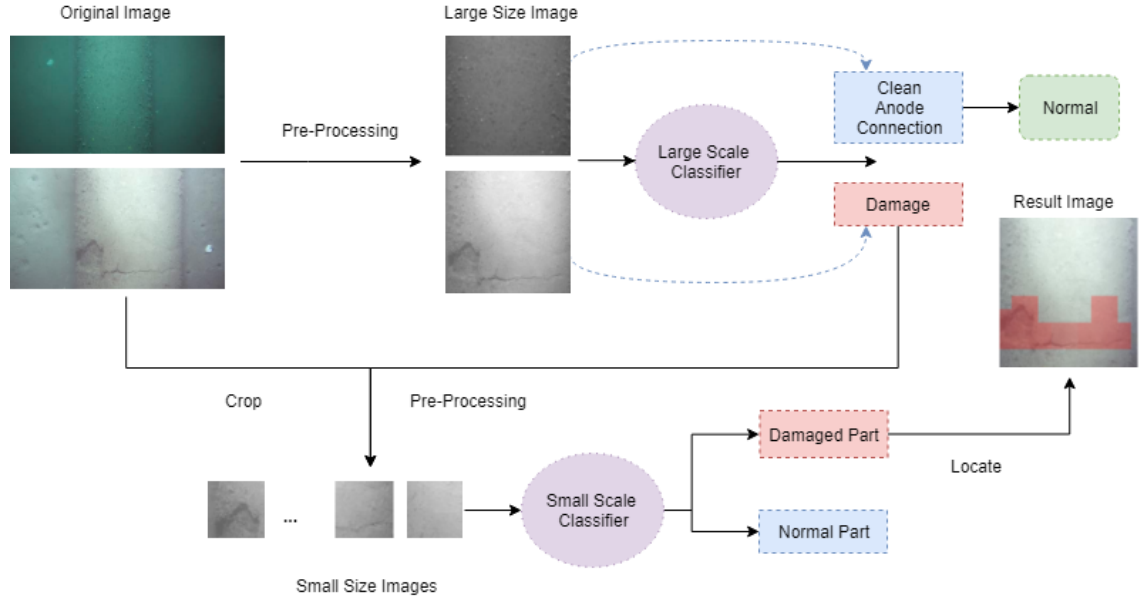 Original Image
Large Size Image
Pre-Processing
Large Scale
Classifier
Clean
Anode
Connection
Normal
Damage
Result Image
Crop
Pre-Processing
Damaged Part
Locate
...
Small Scale
Classifier
Normal Part
Small Size Images